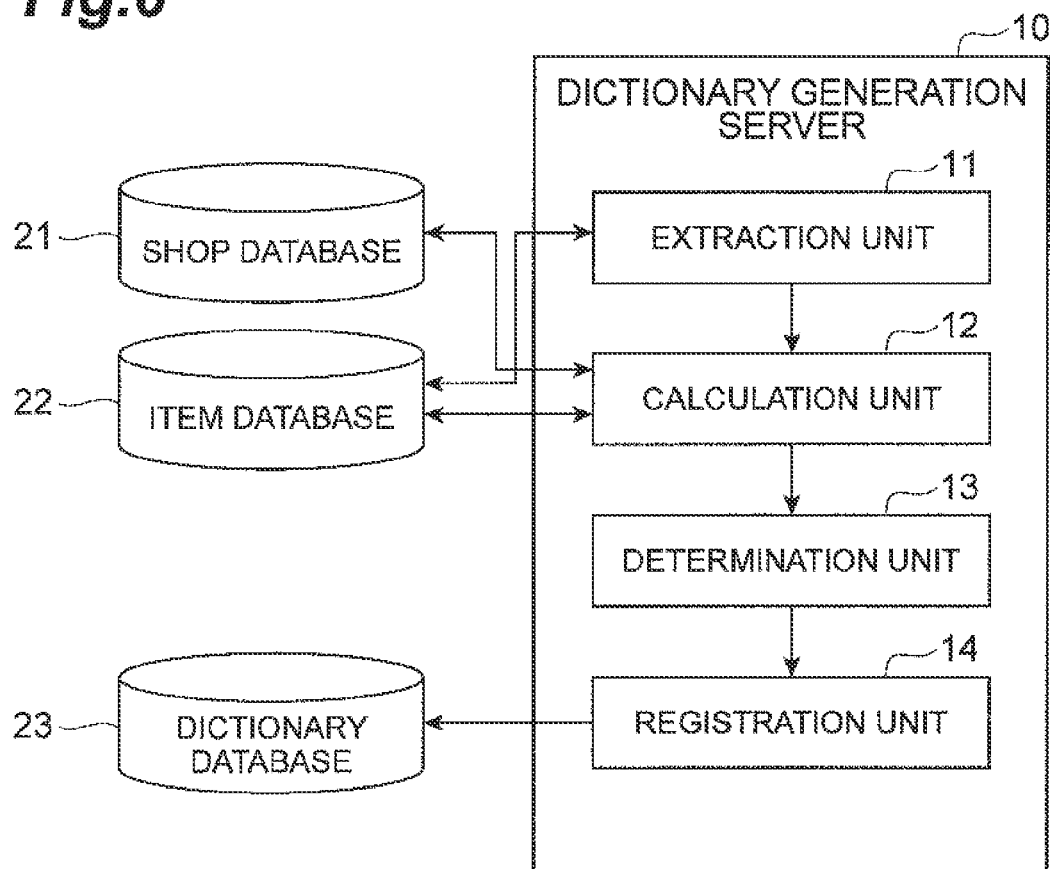 Fig.
10
DICTIONARY GENERATION
SERVER
11
21
SHOP DATABASE
EXTRACTION UNIT
12
22
ITEM DATABASE
CALCULATION UNIT
13
DETERMINATION UNIT
14
23
DICTIONARY
DATABASE
REGISTRATION UNIT